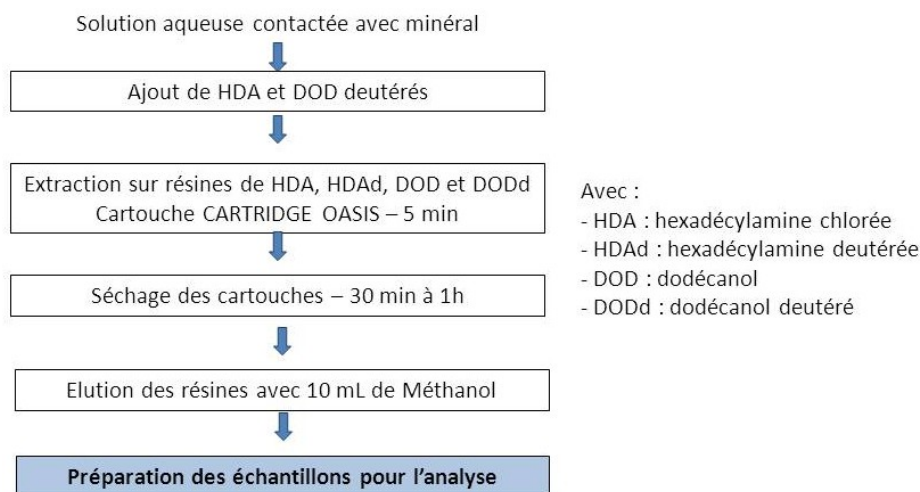 Solution aqueuse contactée avec minéral
Ajout de HDA et DOD deutérés
Extraction sur résines de HDA, HDAd, DOD et DODd
Cartouche CARTRIDGE OASIS – 5 min
Séchage des cartouches – 30 min à 1h
Elution des résines avec 10 mL de Méthanol
Préparation des échantillons pour l’analyse
Avec :
- HDA : hexadécylamine chlorée
- HDAd : hexadécylamine deutérée
- DOD : dodécanol
- DODd : dodécanol deutéré